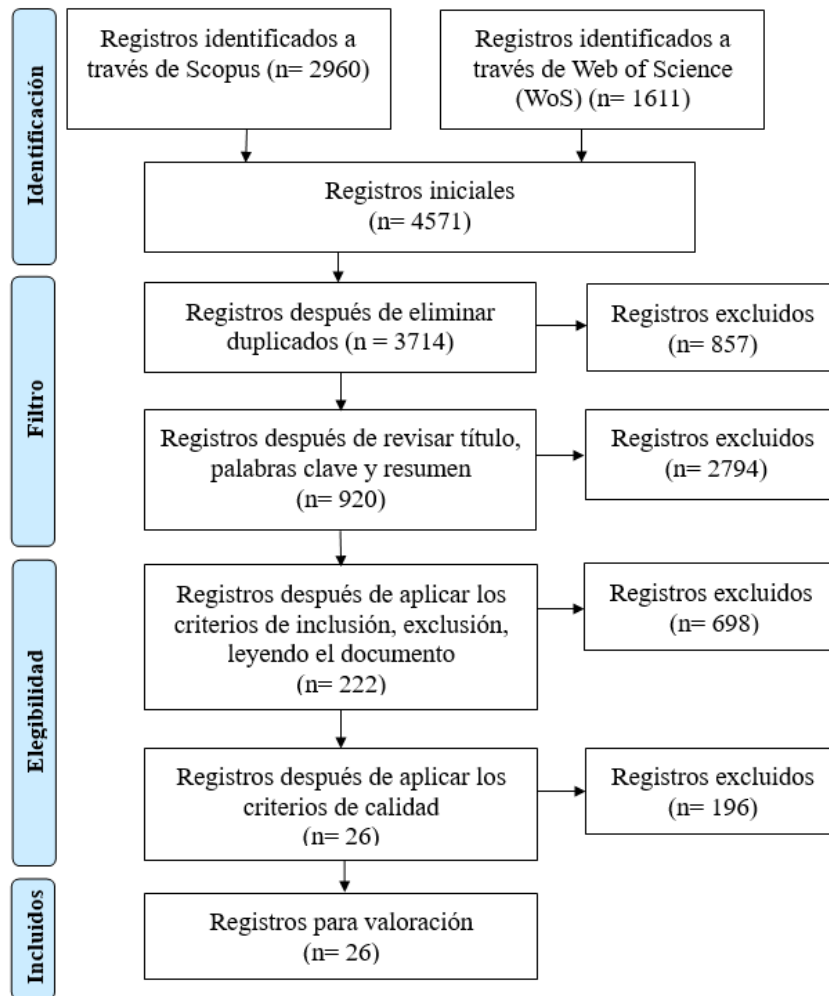 Identificación
Registros identificados a
través de Scopus (n= 2960)
Registros identificados a
través de Web of Science
(WoS) (n= 1611)
Registros iniciales
(n= 4571)
Filtro
Registros después de eliminar
duplicados (n = 3714)
Registros excluidos
(n= 857)
Registros después de revisar título,
palabras clave y resumen
(n= 920)
Registros excluidos
(n= 2794)
Elegibilidad
Registros después de aplicar los
criterios de inclusión, exclusión,
leyendo el documento
(n= 222)
Registros excluidos
(n= 698)
Registros después de aplicar los
criterios de calidad
(n= 26)
Registros excluidos
(n= 196)
Incluidos
Registros para valoración
(n= 26)